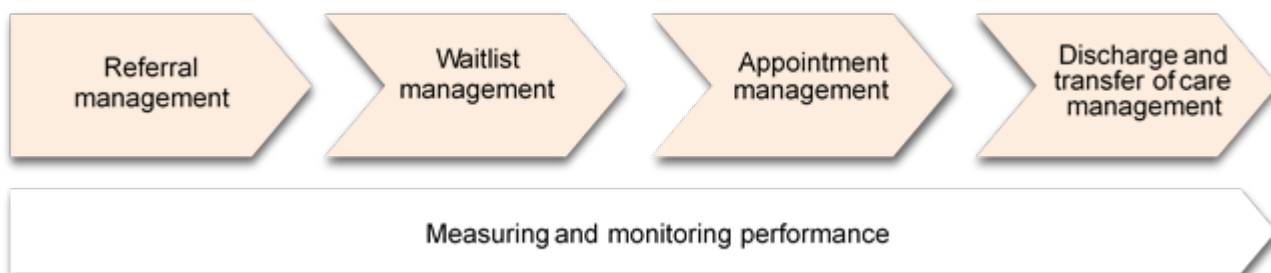 Referral
management
Waitlist
management
Appointment
management
Discharge and
transfer of care
management
Measuring and monitoring performance